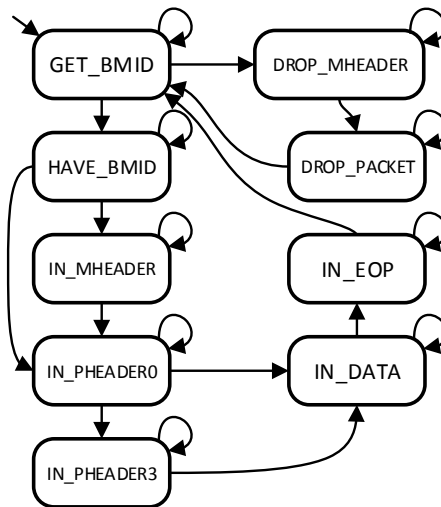 GET_BMID
DROP_MHEADER
HAVE_BMID
DROP_PACKET
IN_MHEADER
IN_EOP
IN_PHEADER0
IN_DATA
IN_PHEADER3